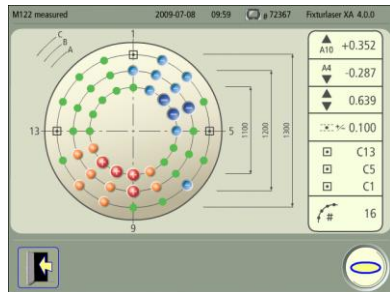 M122 measured 2009-07-08 09:59 # 72367 Fixturlaser XA 4.0.0
C
B
A
1
13
5
9
1100
1200
1300
A10 +0.352
A4 -0.287
0.639
+/- 0.100
C13
C5
C1
# 16